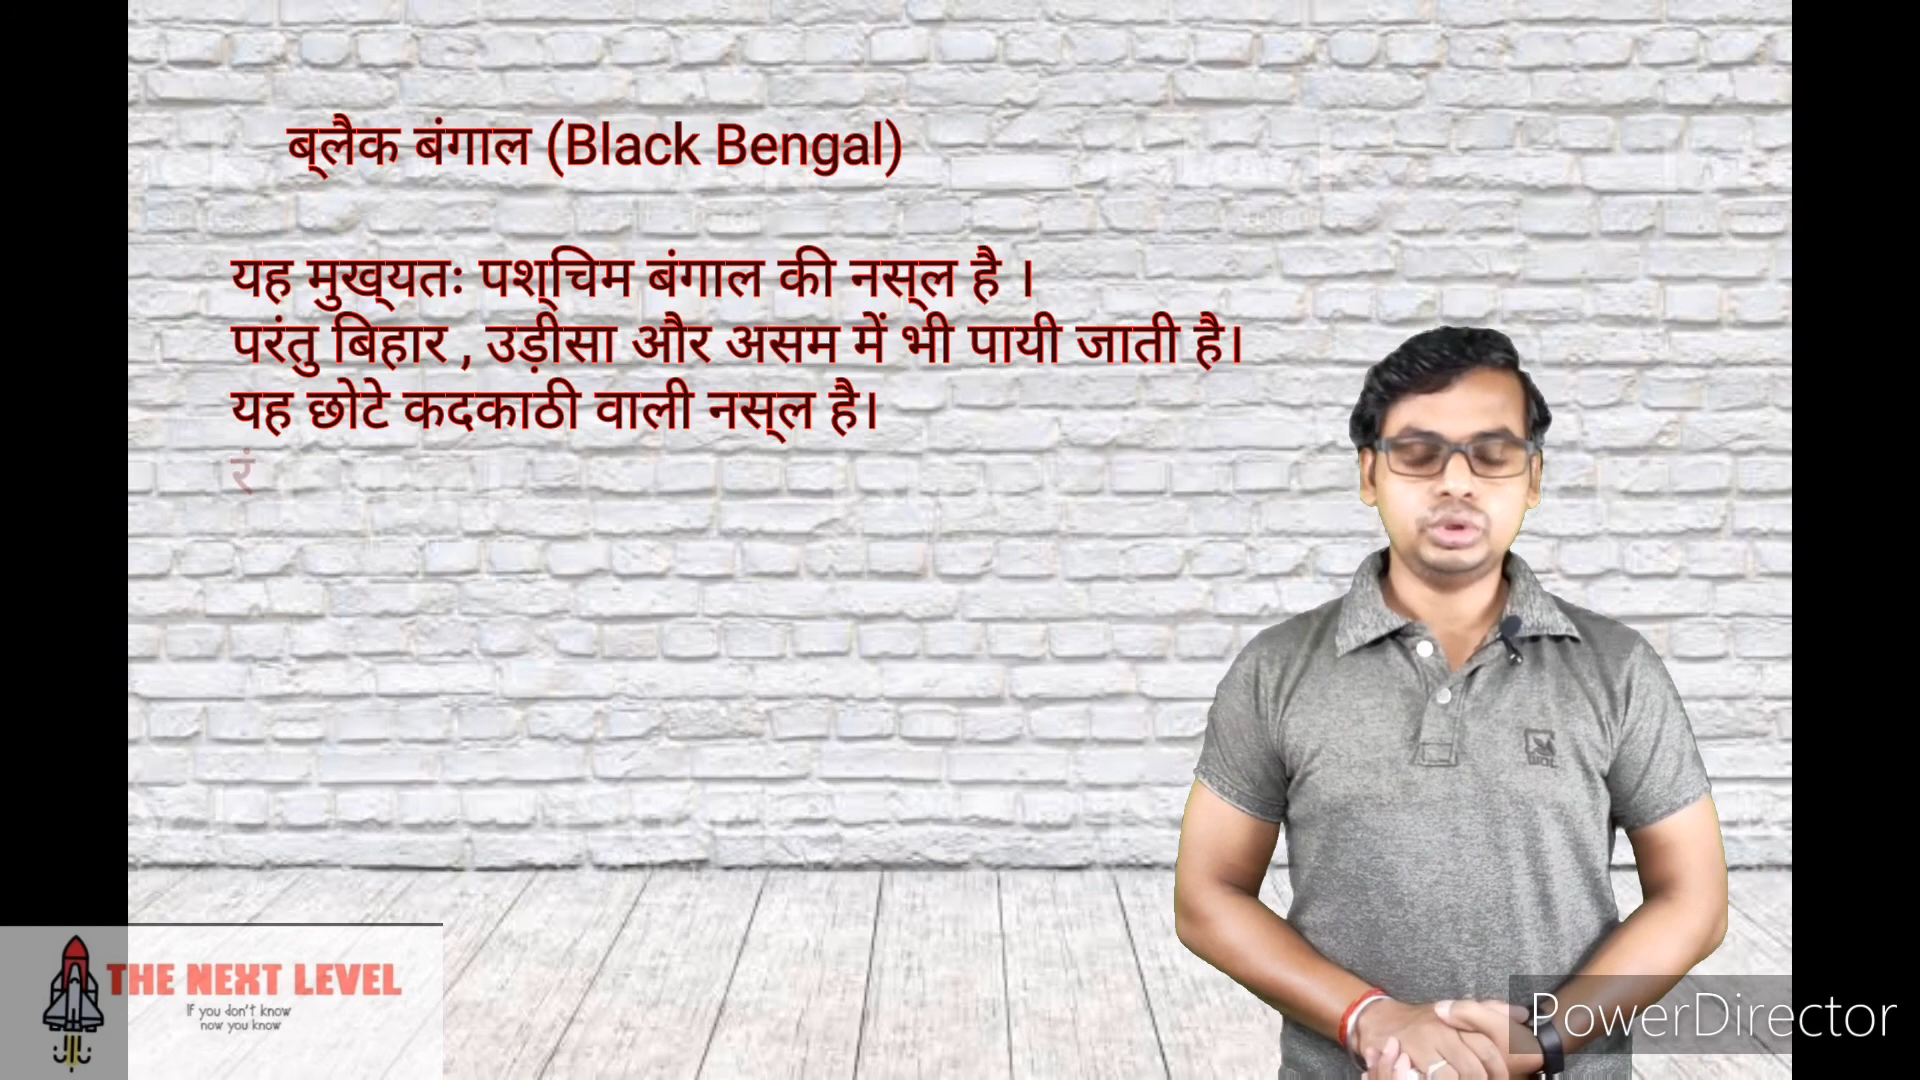 ब्लैक बंगाल (Black Bengal)
यह मुख्यतः पश्चिम बंगाल की नस्ल है ।
परंतु बिहार , उड़ीसा और असम में भी पायी जाती है।
यह छोटे कदकाठी वाली नस्ल है।
रं
THE NEXT LEVEL
If you don't know
now you know
PowerDirector